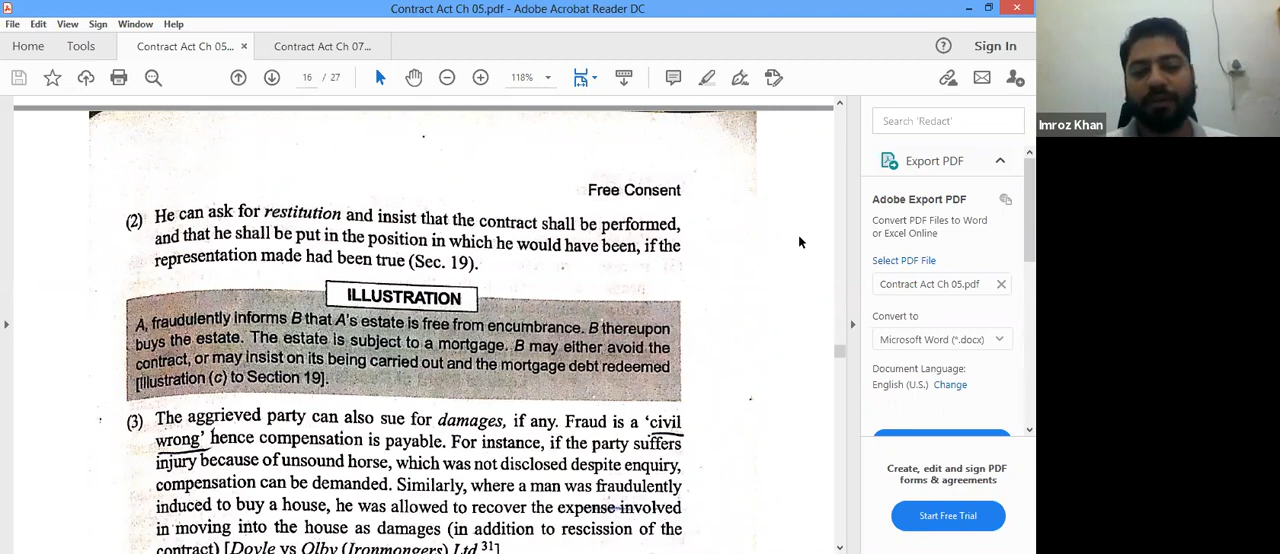 Contract Act Ch 05.pdf - Adobe Acrobat Reader DC
File Edit View Sign Window Help
Home Tools Contract Act Ch 05... × Contract Act Ch 07... Sign In
16 / 27 118%
Imroz Khan
Free Consent
(2) He can ask for restitution and insist that the contract shall be performed,
and that he shall be put in the position in which he would have been, if the
representation made had been true (Sec. 19).
ILLUSTRATION
A, fraudulently informs B that A's estate is free from encumbrance. B thereupon
buys the estate. The estate is subject to a mortgage. B may either avoid the
contract, or may insist on its being carried out and the mortgage debt redeemed
[Illustration (c) to Section 19].
(3) The aggrieved party can also sue for damages, if any. Fraud is a 'civil
wrong' hence compensation is payable. For instance, if the party suffers
injury because of unsound horse, which was not disclosed despite enquiry,
compensation can be demanded. Similarly, where a man was fraudulently
induced to buy a house, he was allowed to recover the expense involved
in moving into the house as damages (in addition to rescission of the
contract) [Doyle vs Olby (Ironmongers) Ltd.31]
Search 'Redact'
Export PDF
Adobe Export PDF
Convert PDF Files to Word
or Excel Online
Select PDF File
Contract Act Ch 05.pdf
Convert to
Microsoft Word (*.docx)
Document Language:
English (U.S.) Change
Create, edit and sign PDF
forms & agreements
Start Free Trial